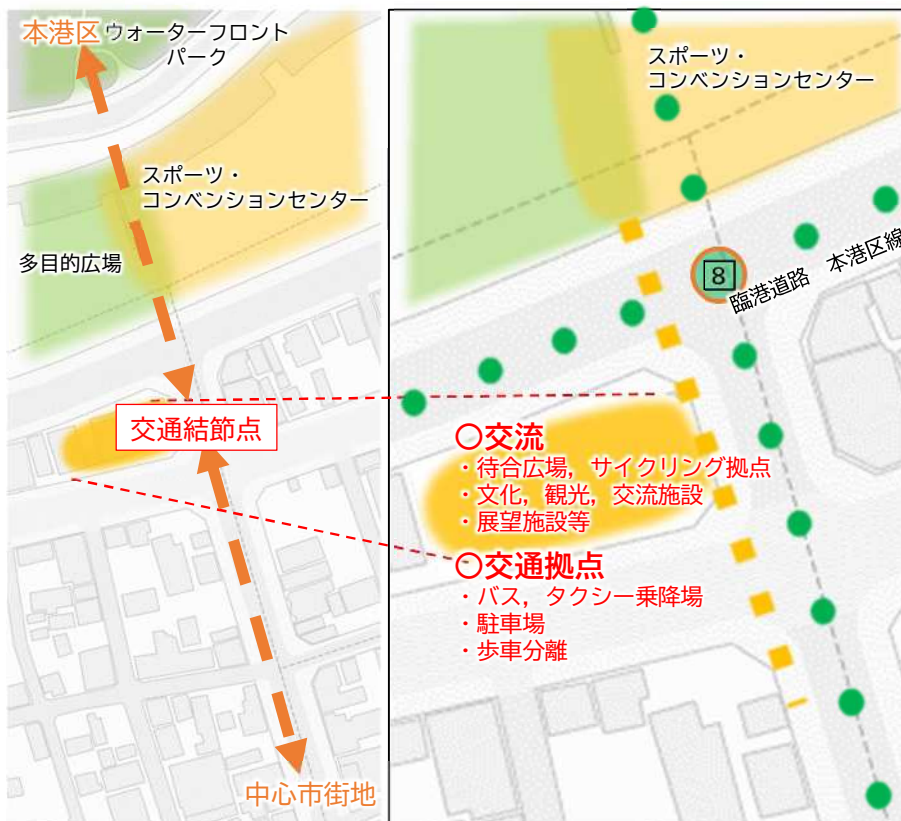 本港区
ウォーターフロント
パーク
スポーツ・
コンベンションセンター
多目的広場
交通結節点
中心市街地
スポーツ・
コンベンションセンター
8
臨港道路 本港区線
○交流
・待合広場，サイクリング拠点
・文化，観光，交流施設
・展望施設等
○交通拠点
・バス，タクシー乗降場
・駐車場
・歩車分離